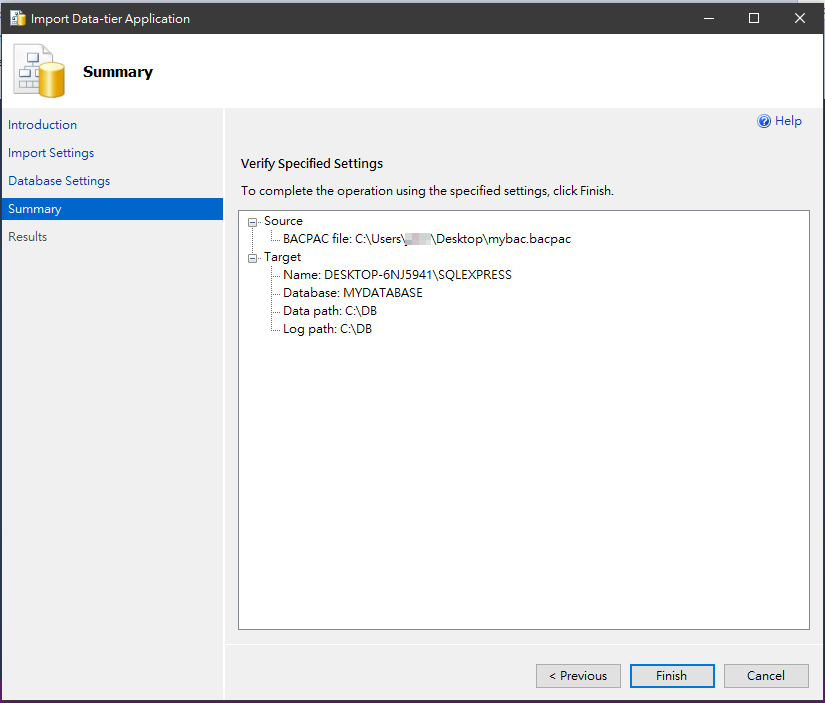 Import Data-tier Application
Summary
Introduction
Import Settings
Database Settings
Summary
Results
Help
Verify Specified Settings
To complete the operation using the specified settings, click Finish.
Source
BACPAC file: C:\Users\ \Desktop\mybac.bacpac
Target
Name: DESKTOP-6NJ5941\SQLEXPRESS
Database: MYDATABASE
Data path: C:\DB
Log path: C:\DB
< Previous
Finish
Cancel